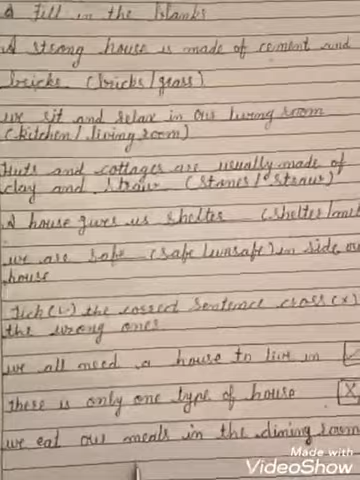 Q Fill in the blanks
A strong house is made of cement and
bricks (bricks/grass)
we sit and relax in our living room
(kitchen/living room)
Huts and cottages are usually made of
clay and straw (stones/straw)
A house gives us shelter (shelter/
we are safe (safe/unsafe) in side ou
house
Tick (✓) the correct sentence cross (x)
the wrong ones
we all need a house to live in ✓
there is only one type of house X
we eat our meals in the dining room
Made with
VideoShow